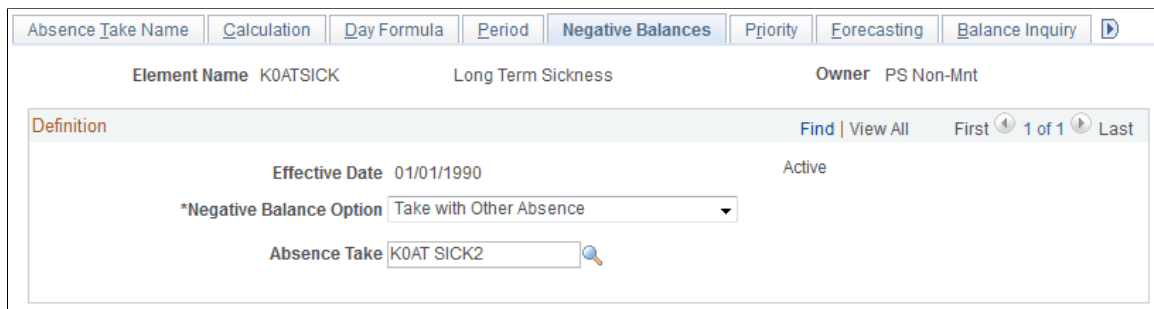 Absence Take Name Calculation Day Formula Period Negative Balances Priority Forecasting Balance Inquiry
Element Name K0ATSICK Long Term Sickness Owner PS Non-Mnt
Definition Find | View All First 1 of 1 Last
Effective Date 01/01/1990 Active
*Negative Balance Option Take with Other Absence
Absence Take K0AT SICK2